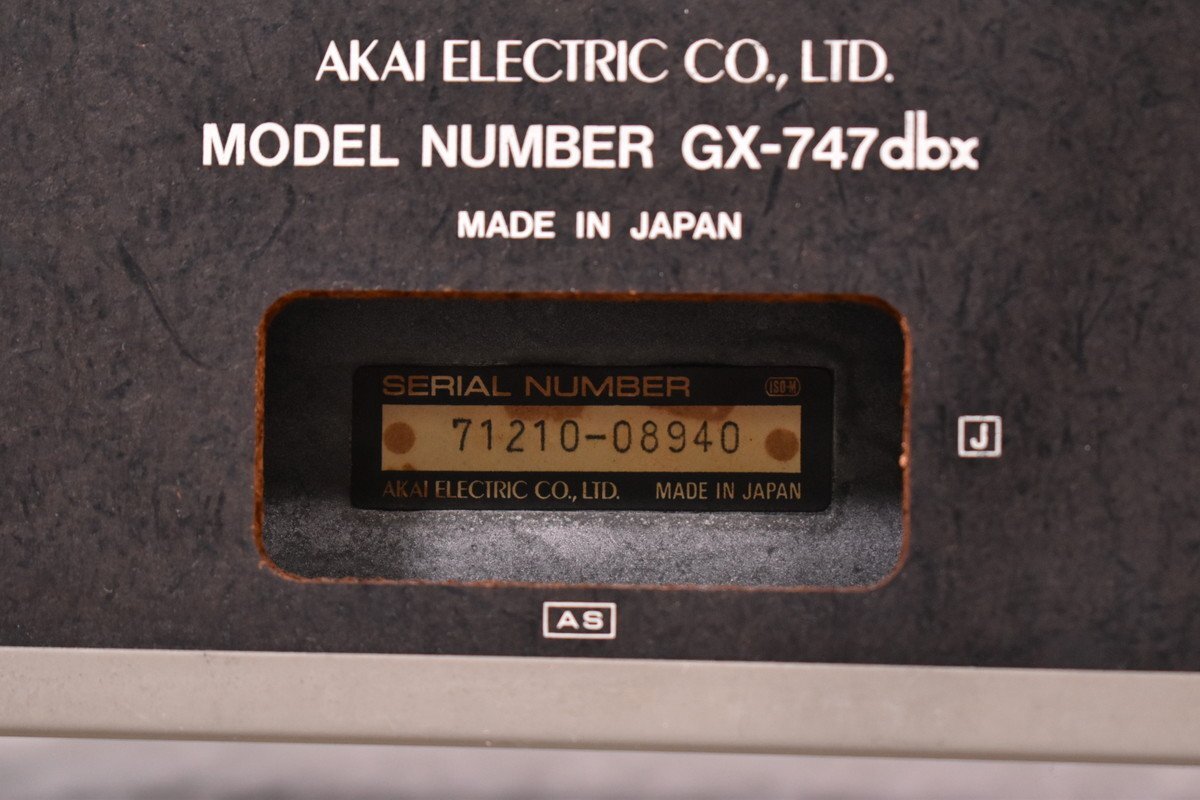 AKAI ELECTRIC CO., LTD.
MODEL NUMBER GX-747dbx
MADE IN JAPAN
SERIAL NUMBER ISO-M
71210-08940
AKAI ELECTRIC CO., LTD. MADE IN JAPAN
J
AS